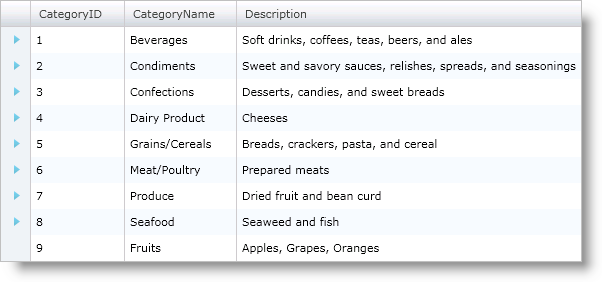 CategoryID CategoryName Description
1 Beverages Soft drinks, coffees, teas, beers, and ales
2 Condiments Sweet and savory sauces, relishes, spreads, and seasonings
3 Confections Desserts, candies, and sweet breads
4 Dairy Product Cheeses
5 Grains/Cereals Breads, crackers, pasta, and cereal
6 Meat/Poultry Prepared meats
7 Produce Dried fruit and bean curd
8 Seafood Seaweed and fish
9 Fruits Apples, Grapes, Oranges